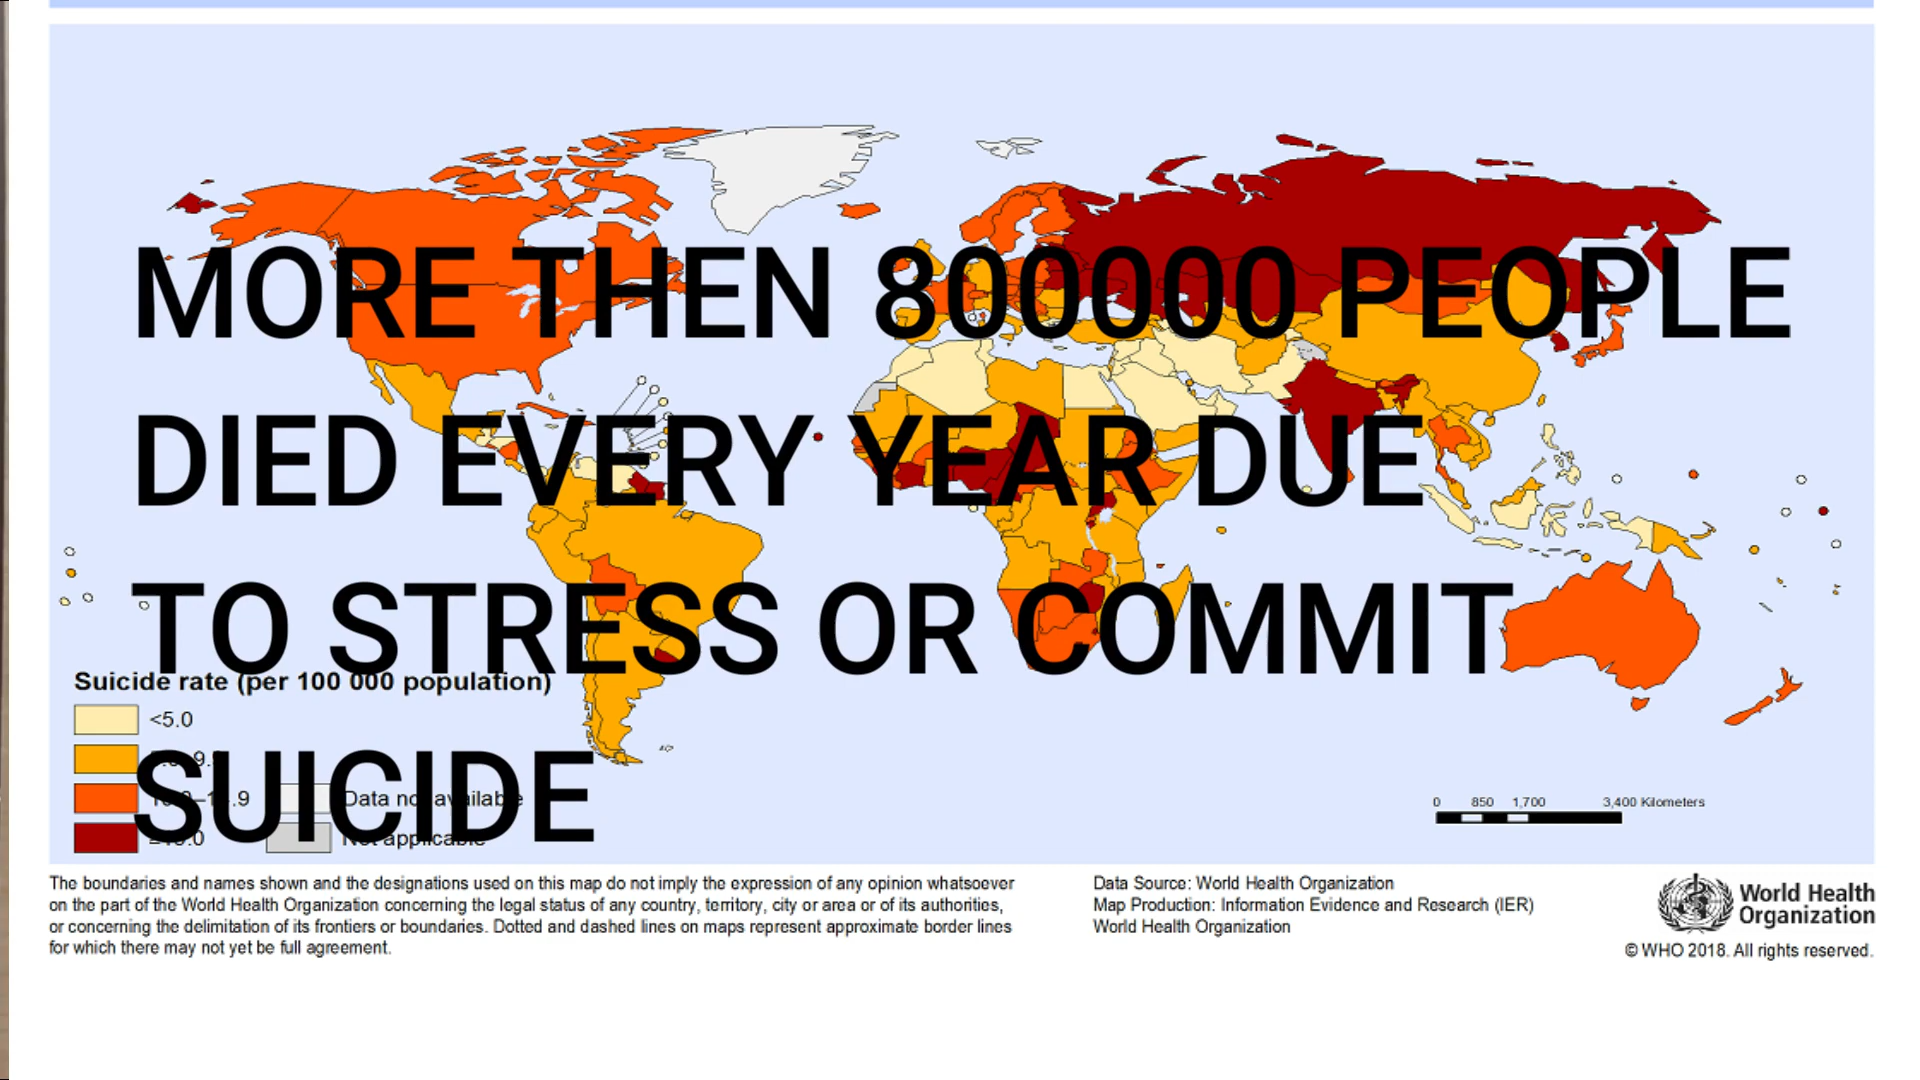 MORE THEN 800000 PEOPLE
DIED EVERY YEAR DUE
TO STRESS OR COMMIT
SUICIDE
Suicide rate (per 100 000 population)
<5.0
Data not available
Not applicable
0 850 1,700 3,400 Kilometers
The boundaries and names shown and the designations used on this map do not imply the expression of any opinion whatsoever
on the part of the World Health Organization concerning the legal status of any country, territory, city or area or of its authorities,
or concerning the delimitation of its frontiers or boundaries. Dotted and dashed lines on maps represent approximate border lines
for which there may not yet be full agreement.
Data Source: World Health Organization
Map Production: Information Evidence and Research (IER)
World Health Organization
World Health
Organization
© WHO 2018. All rights reserved.